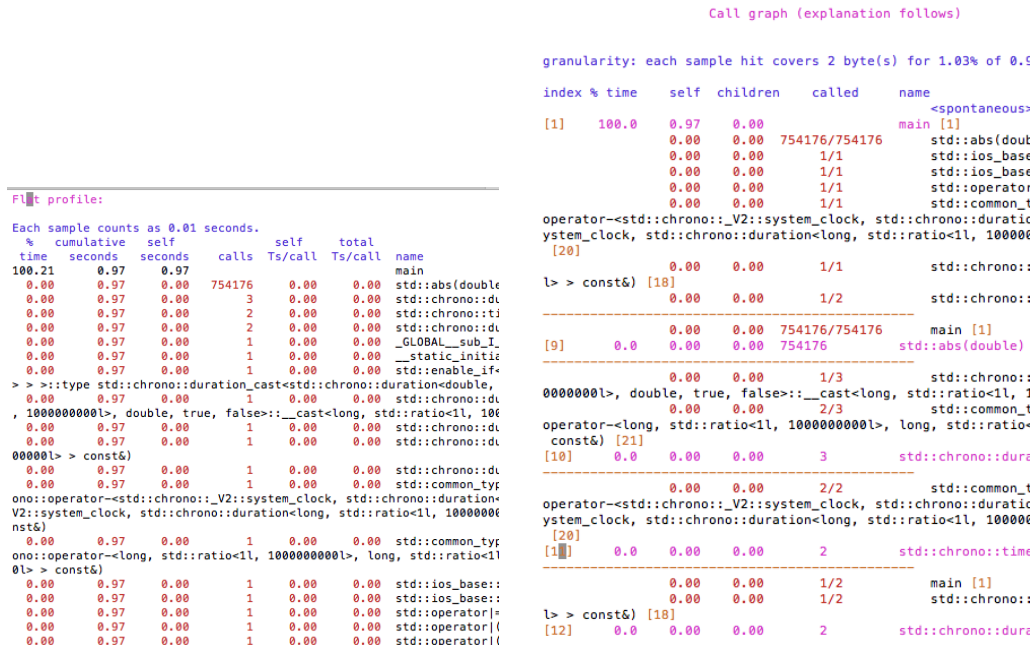 Flat profile:
Each sample counts as 0.01 seconds.
% cumulative self self total
time seconds seconds calls Ts/call Ts/call name
100.21 0.97 0.97 main
0.00 0.97 0.00 754176 0.00 0.00 std::abs(double
0.00 0.97 0.00 3 0.00 0.00 std::chrono::du
0.00 0.97 0.00 2 0.00 0.00 std::chrono::ti
0.00 0.97 0.00 2 0.00 0.00 std::chrono::du
0.00 0.97 0.00 1 0.00 0.00 _GLOBAL__sub_I_
0.00 0.97 0.00 1 0.00 0.00 __static_initia
0.00 0.97 0.00 1 0.00 0.00 std::enable_if<
> > >::type std::chrono::duration_cast<std::chrono::duration<double,
0.00 0.97 0.00 1 0.00 0.00 std::chrono::du
, 1000000000l>, double, true, false>::__cast<long, std::ratio<1l, 100
0.00 0.97 0.00 1 0.00 0.00 std::chrono::du
0.00 0.97 0.00 1 0.00 0.00 std::chrono::du
00000l> > const&)
0.00 0.97 0.00 1 0.00 0.00 std::chrono::du
0.00 0.97 0.00 1 0.00 0.00 std::common_typ
ono::operator-<std::chrono::_V2::system_clock, std::chrono::duration<
V2::system_clock, std::chrono::duration<long, std::ratio<1l, 10000000
nst&)
0.00 0.97 0.00 1 0.00 0.00 std::common_typ
ono::operator-<long, std::ratio<1l, 1000000000l>, long, std::ratio<1l
0l> > const&)
0.00 0.97 0.00 1 0.00 0.00 std::ios_base::
0.00 0.97 0.00 1 0.00 0.00 std::ios_base::
0.00 0.97 0.00 1 0.00 0.00 std::operator|=
0.00 0.97 0.00 1 0.00 0.00 std::operator|(
0.00 0.97 0.00 1 0.00 0.00 std::operator|(
Call graph (explanation follows)
granularity: each sample hit covers 2 byte(s) for 1.03% of 0.9
index % time self children called name
<spontaneous>
[1] 100.0 0.97 0.00 main [1]
0.00 0.00 754176/754176 std::abs(doub
0.00 0.00 1/1 std::ios_base
0.00 0.00 1/1 std::ios_base
0.00 0.00 1/1 std::operator
0.00 0.00 1/1 std::common_t
operator-<std::chrono::_V2::system_clock, std::chrono::duratio
ystem_clock, std::chrono::duration<long, std::ratio<1l, 100000
[20]
0.00 0.00 1/1 std::chrono::
l> > const&) [18]
0.00 0.00 1/2 std::chrono::
-----------------------------------------------
0.00 0.00 754176/754176 main [1]
[9] 0.0 0.00 0.00 754176 std::abs(double)
-----------------------------------------------
0.00 0.00 1/3 std::chrono::
0000000l>, double, true, false>::__cast<long, std::ratio<1l, 1
0.00 0.00 2/3 std::common_t
operator-<long, std::ratio<1l, 1000000000l>, long, std::ratio<
const&) [21]
[10] 0.0 0.00 0.00 3 std::chrono::dura
-----------------------------------------------
0.00 0.00 2/2 std::common_t
operator-<std::chrono::_V2::system_clock, std::chrono::duratio
ystem_clock, std::chrono::duration<long, std::ratio<1l, 100000
[20]
[11] 0.0 0.00 0.00 2 std::chrono::time
-----------------------------------------------
0.00 0.00 1/2 main [1]
0.00 0.00 1/2 std::chrono::
l> > const&) [18]
[12] 0.0 0.00 0.00 2 std::chrono::dura